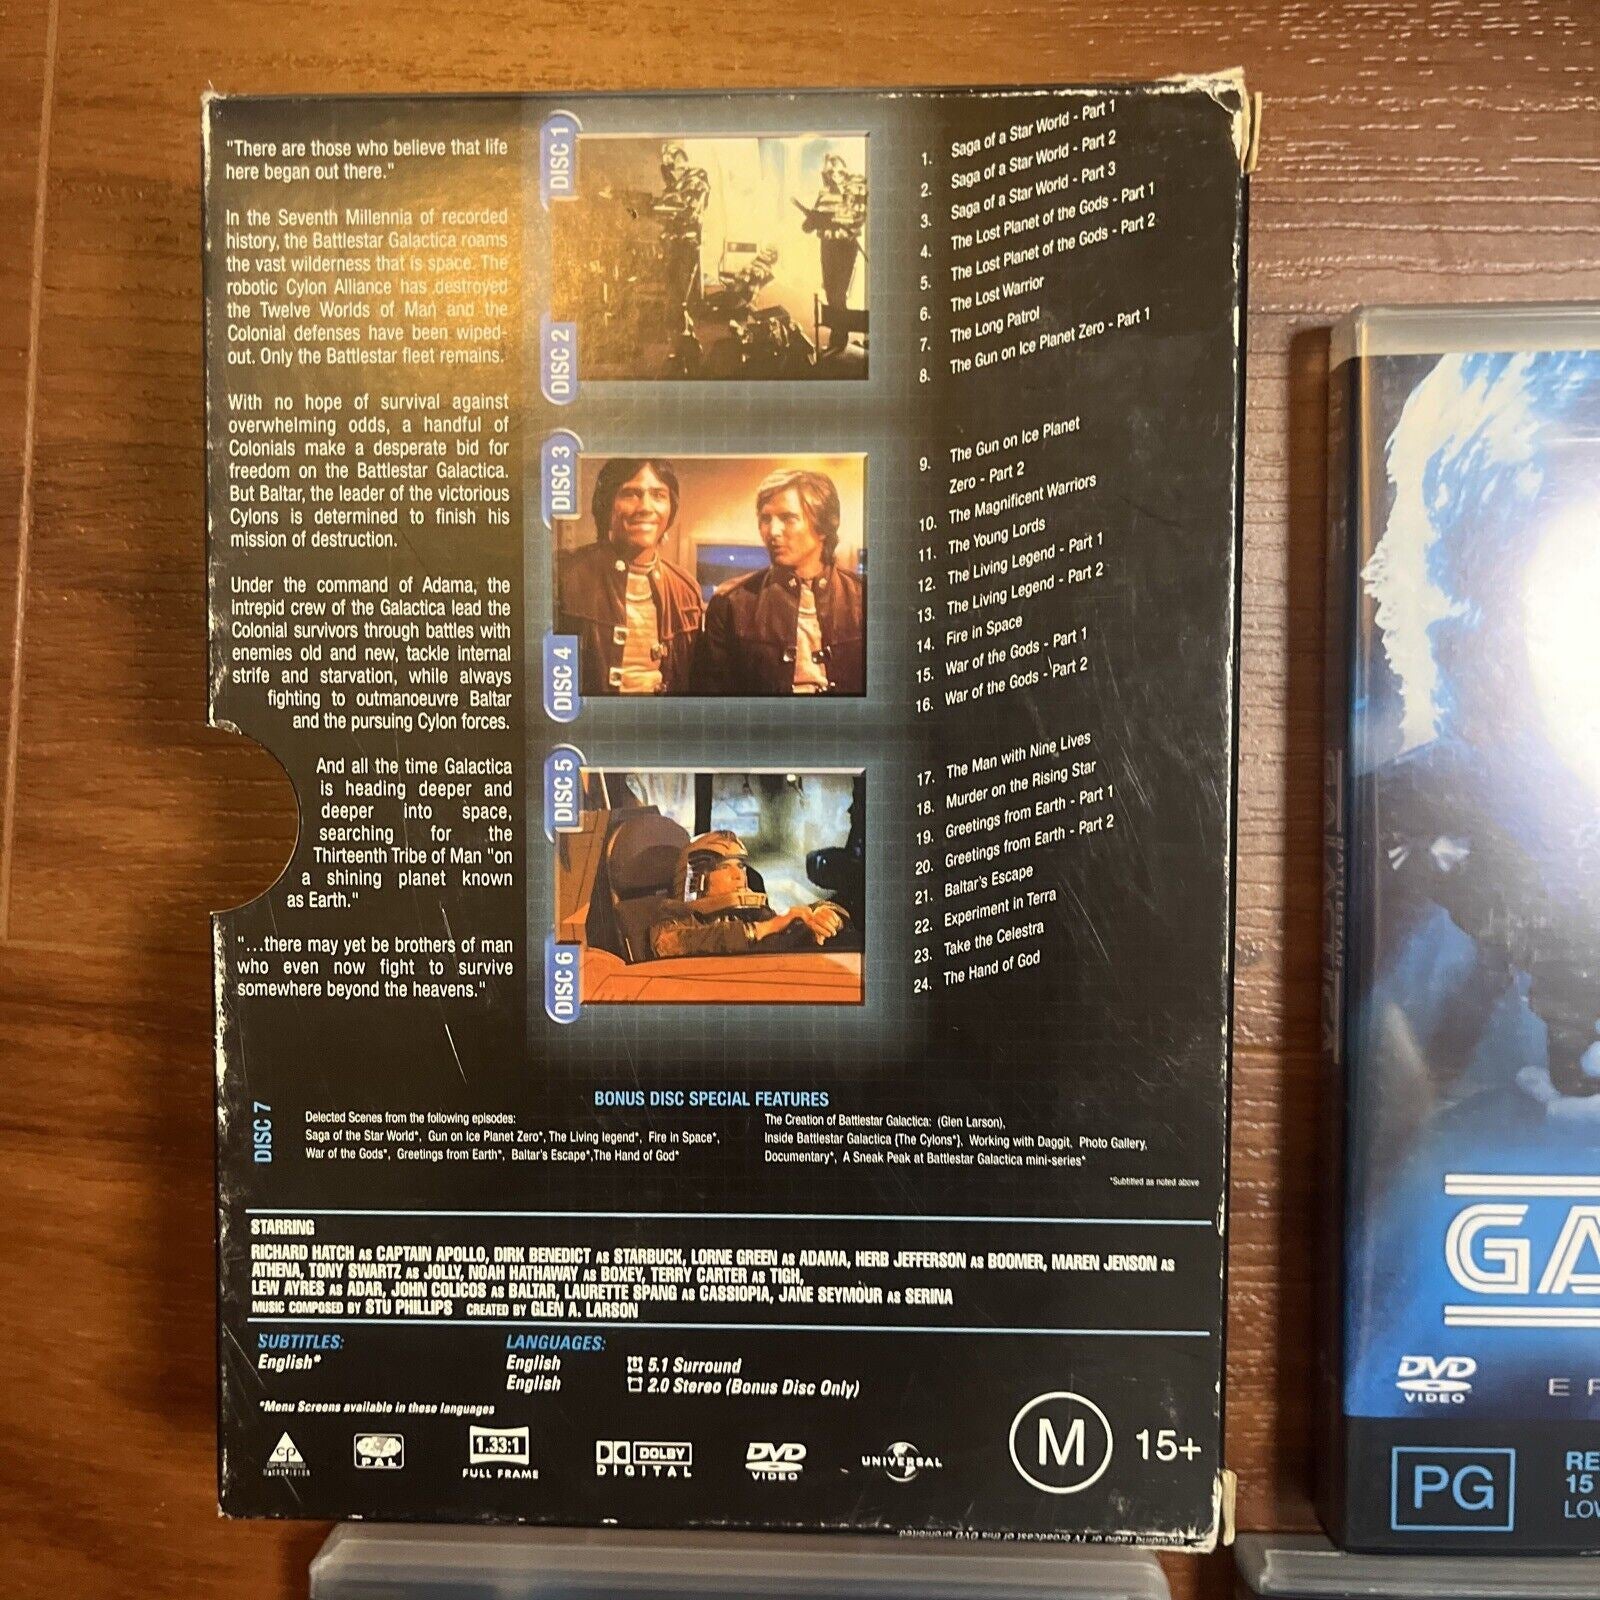 "There are those who believe that life
here began out there."
In the Seventh Millennia of recorded
history, the Battlestar Galactica roams
the vast wilderness that is space. The
robotic Cylon Alliance has destroyed
the Twelve Worlds of Man and the
Colonial defenses have been wiped-
out. Only the Battlestar fleet remains.
With no hope of survival against
overwhelming odds, a handful of
Colonials make a desperate bid for
freedom on the Battlestar Galactica.
But Baltar, the leader of the victorious
Cylons is determined to finish his
mission of destruction.
Under the command of Adama, the
intrepid crew of the Galactica lead the
Colonial survivors through battles with
enemies old and new, tackle internal
strife and starvation, while always
fighting to outmanoeuvre Baltar
and the pursuing Cylon forces.
And all the time Galactica
is heading deeper and
deeper into space,
searching for the
Thirteenth Tribe of Man "on
a shining planet known
as Earth."
"...there may yet be brothers of man
who even now fight to survive
somewhere beyond the heavens."
DISC 1
DISC 2
1. Saga of a Star World - Part 1
2. Saga of a Star World - Part 2
3. Saga of a Star World - Part 3
4. The Lost Planet of the Gods - Part 1
5. The Lost Planet of the Gods - Part 2
6. The Lost Warrior
7. The Long Patrol
8. The Gun on Ice Planet Zero - Part 1
DISC 3
DISC 4
9. The Gun on Ice Planet
Zero - Part 2
10. The Magnificent Warriors
11. The Young Lords
12. The Living Legend - Part 1
13. The Living Legend - Part 2
14. Fire in Space
15. War of the Gods - Part 1
16. War of the Gods - Part 2
DISC 5
DISC 6
17. The Man with Nine Lives
18. Murder on the Rising Star
19. Greetings from Earth - Part 1
20. Greetings from Earth - Part 2
21. Baltar's Escape
22. Experiment in Terra
23. Take the Celestra
24. The Hand of God
DISC 7
BONUS DISC SPECIAL FEATURES
Delected Scenes from the following episodes:
Saga of the Star World*, Gun on Ice Planet Zero*, The Living legend*, Fire in Space*,
War of the Gods*, Greetings from Earth*, Baltar's Escape*,The Hand of God*
The Creation of Battlestar Galactica: (Glen Larson),
Inside Battlestar Galactica {The Cylons*}, Working with Daggit, Photo Gallery,
Documentary*, A Sneak Peak at Battlestar Galactica mini-series*
*Subtitled as noted above
STARRING
RICHARD HATCH AS CAPTAIN APOLLO, DIRK BENEDICT AS STARBUCK, LORNE GREEN AS ADAMA, HERB JEFFERSON AS BOOMER, MAREN JENSON AS
ATHENA, TONY SWARTZ AS JOLLY, NOAH HATHAWAY AS BOXEY, TERRY CARTER AS TIGH,
LEW AYRES AS ADAR, JOHN COLICOS AS BALTAR, LAURETTE SPANG AS CASSIOPIA, JANE SEYMOUR AS SERINA
MUSIC COMPOSED BY STU PHILLIPS CREATED BY GLEN A. LARSON
SUBTITLES:
English*
LANGUAGES:
English 5.1 Surround
English 2.0 Stereo (Bonus Disc Only)
*Menu Screens available in these languages
PAL
1.33:1
FULL FRAME
DOLBY
DIGITAL
DVD
VIDEO
UNIVERSAL
M 15+
including radio or TV broadcast of this DVD prohibited
GA
DVD
VIDEO
PG
RE
15
LOW